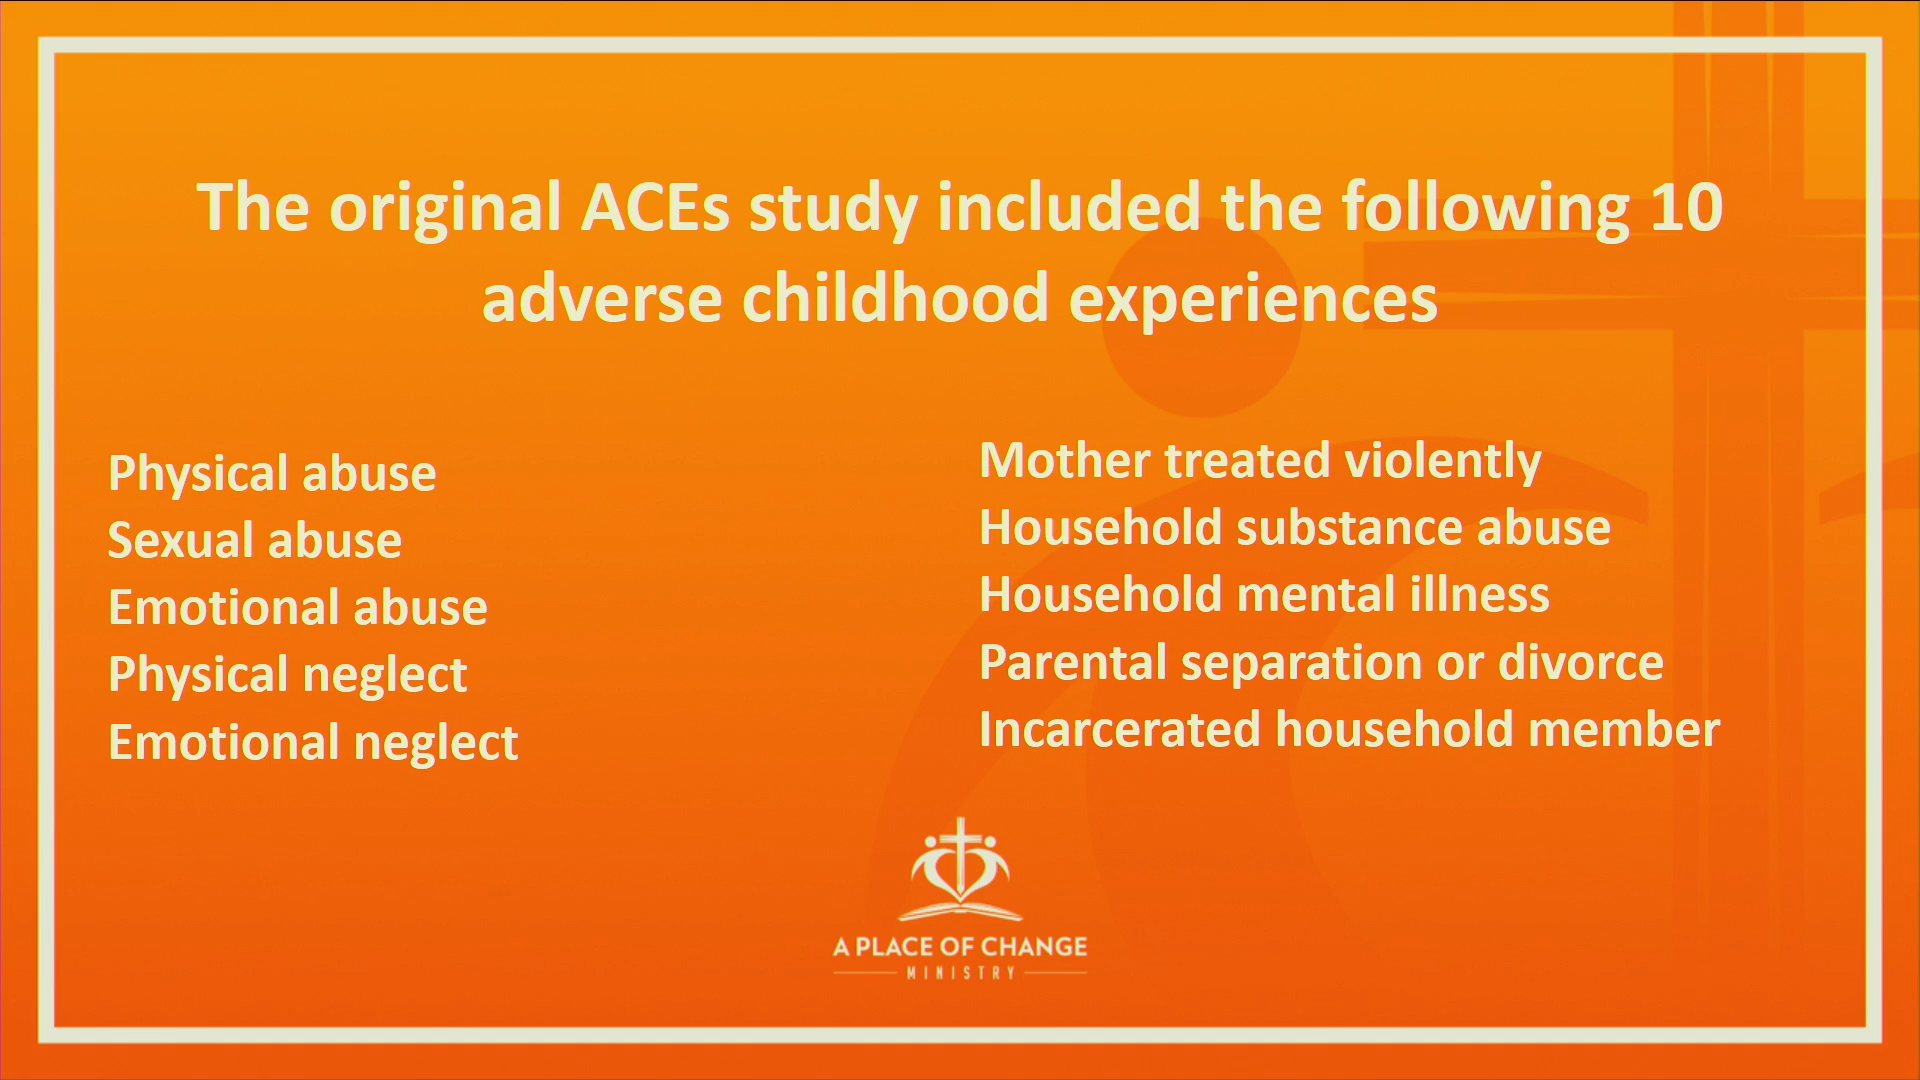 The original ACEs study included the following 10
adverse childhood experiences
Physical abuse
Sexual abuse
Emotional abuse
Physical neglect
Emotional neglect
Mother treated violently
Household substance abuse
Household mental illness
Parental separation or divorce
Incarcerated household member
A PLACE OF CHANGE
MINISTRY